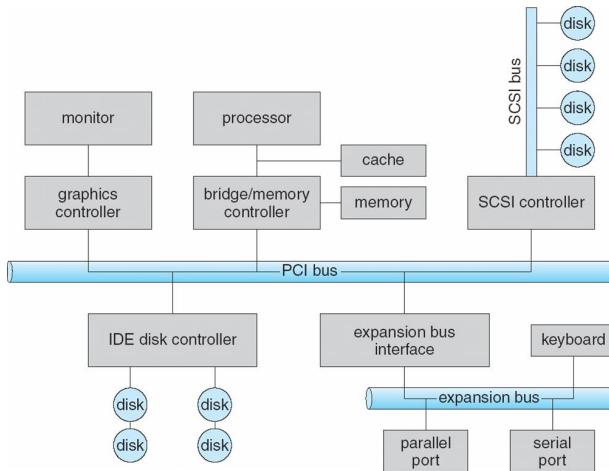 disk
disk
disk
disk
SCSI bus
monitor
processor
cache
graphics
controller
bridge/memory
controller
memory
SCSI controller
PCI bus
IDE disk controller
expansion bus
interface
keyboard
disk
disk
disk
disk
expansion bus
parallel
port
serial
port